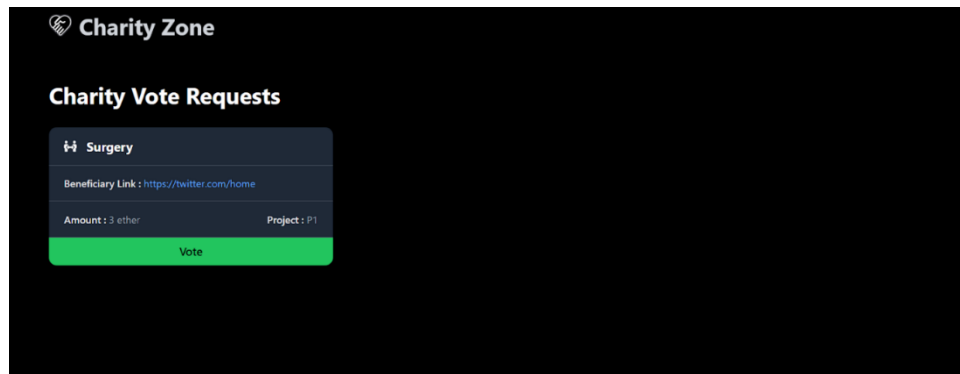 Charity Zone
Charity Vote Requests
Surgery
Beneficiary Link : https://twitter.com/home
Amount : 3 ether Project : P1
Vote